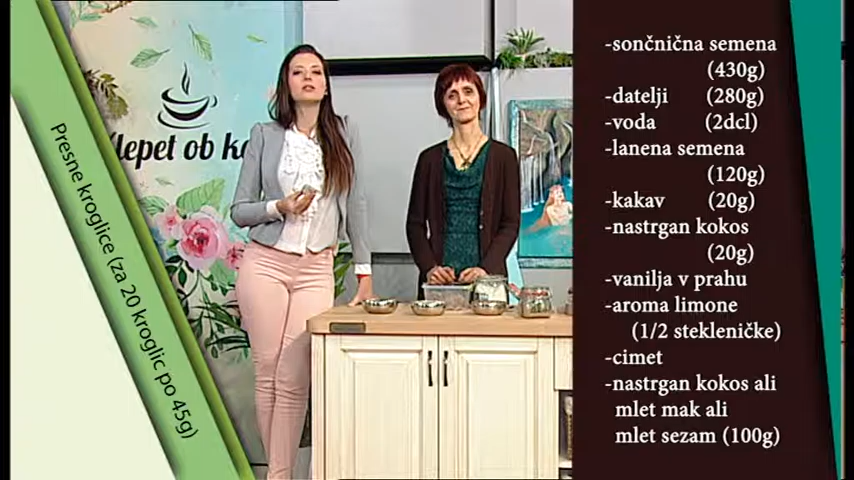 Presne kroglice (za 20 kroglic po 45g)
klepet ob ka
-sončnična semena
(430g)
-datelji (280g)
-voda (2dcl)
-lanena semena
(120g)
-kakav (20g)
-nastrgan kokos
(20g)
-vanilja v prahu
-aroma limone
(1/2 stekleničke)
-cimet
-nastrgan kokos ali
mlet mak ali
mlet sezam (100g)